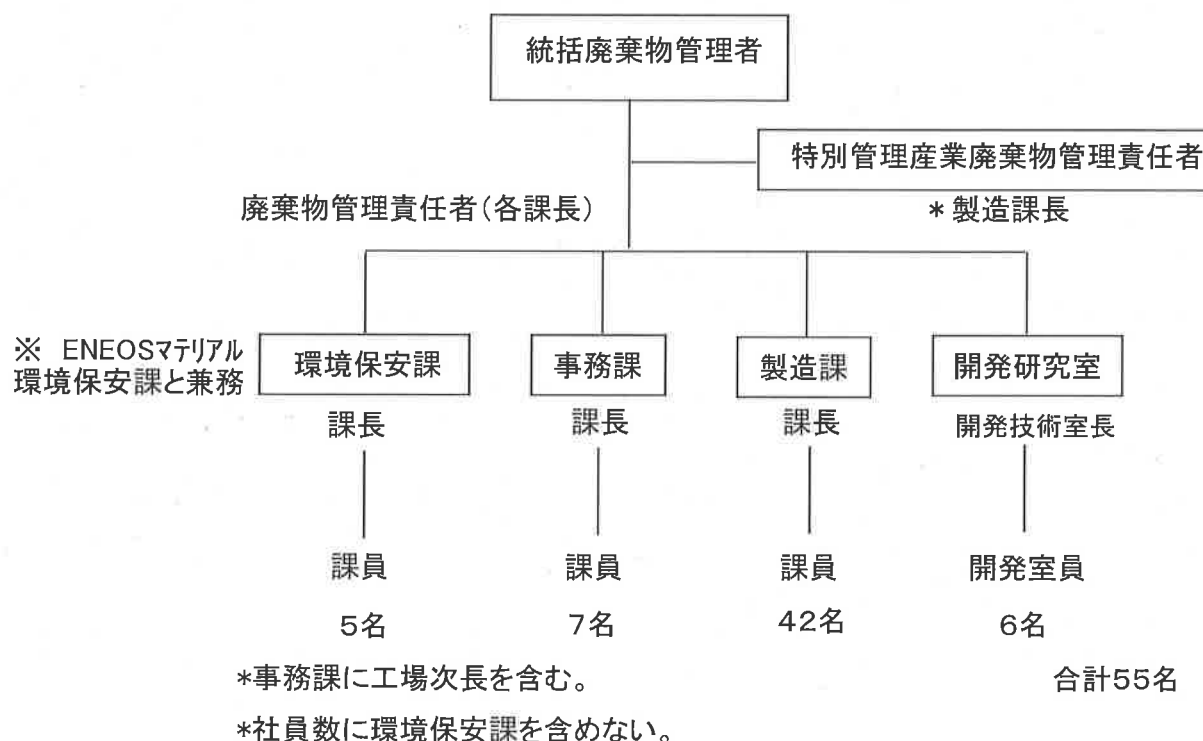 統括廃棄物管理者
特別管理産業廃棄物管理責任者
廃棄物管理責任者(各課長)
*製造課長
※ ENEOSマテリアル
環境保安課と兼務
環境保安課
事務課
製造課
開発研究室
課長
課長
課長
開発技術室長
課員
課員
課員
開発室員
5名
7名
42名
6名
*事務課に工場次長を含む。
合計55名
*社員数に環境保安課を含めない。